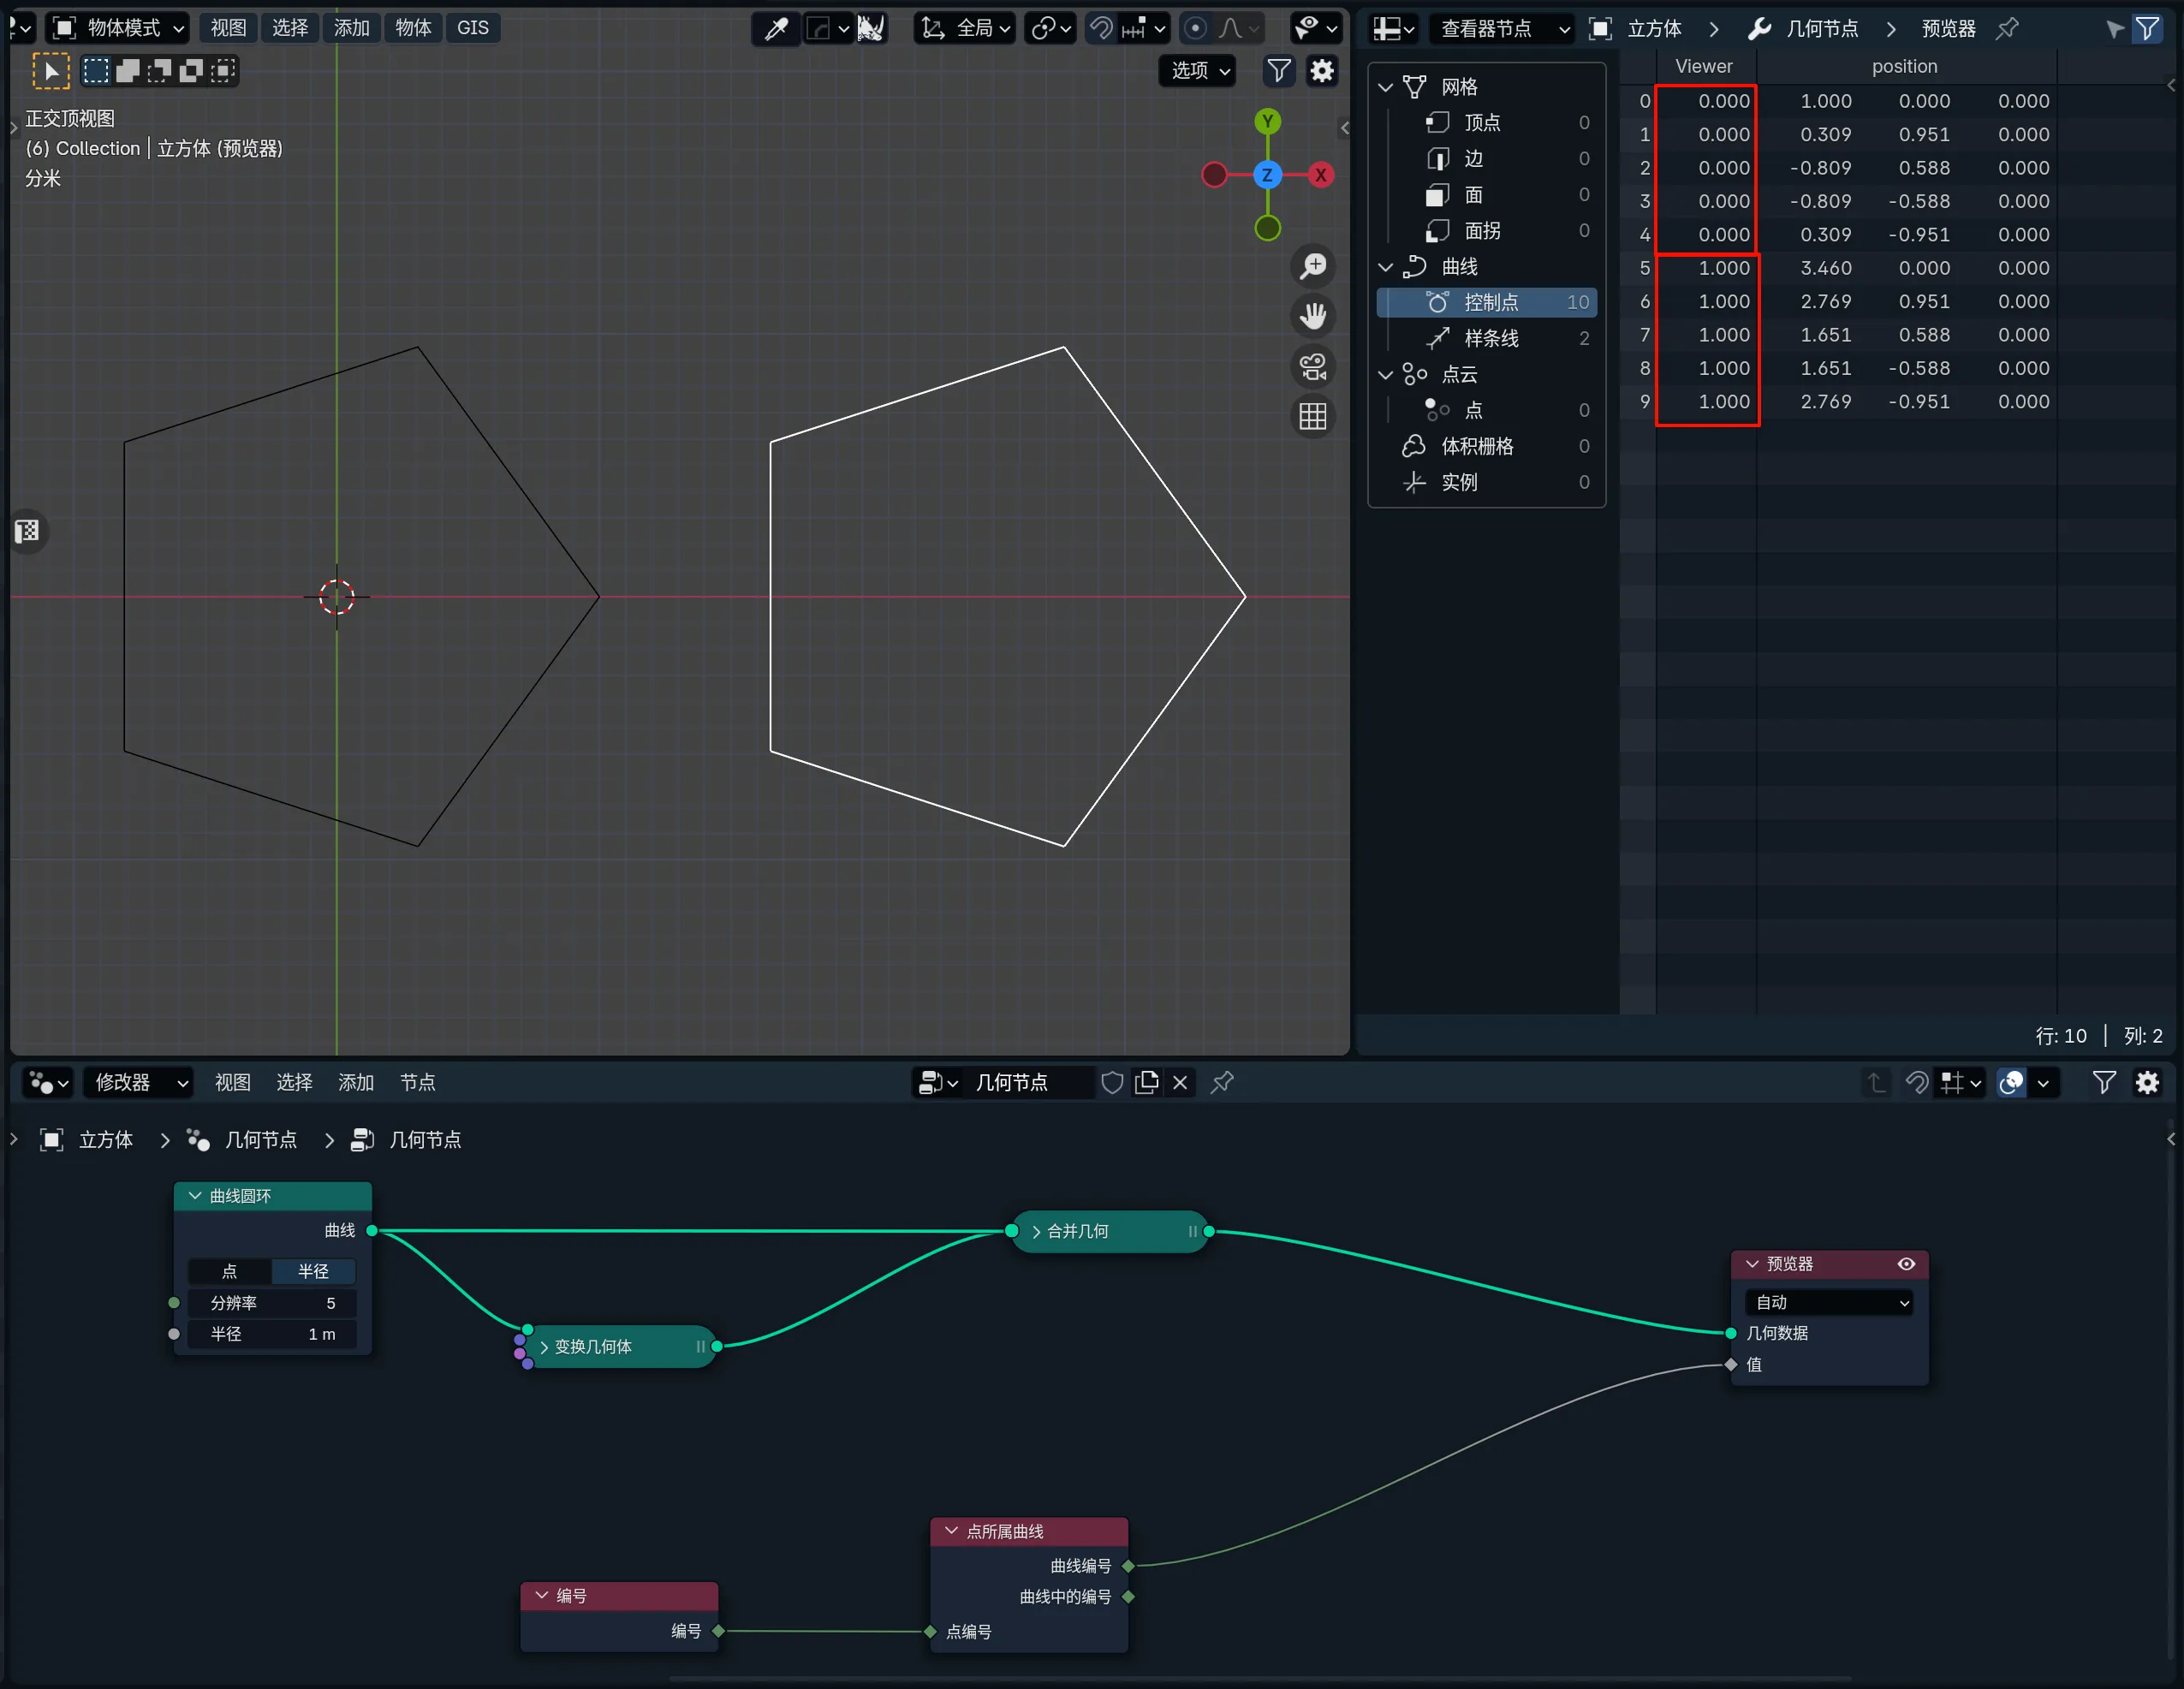 物体模式 视图 选择 添加 物体 GIS 全局
选项
正交顶视图
(6) Collection | 立方体 (预览器)
分米
Y
Z
X
查看器节点 立方体 几何节点 预览器
网格
顶点 0
边 0
面 0
面拐 0
曲线
控制点 10
样条线 2
点云
点 0
体积栅格 0
实例 0
Viewer position
0 0.000 1.000 0.000 0.000
1 0.000 0.309 0.951 0.000
2 0.000 -0.809 0.588 0.000
3 0.000 -0.809 -0.588 0.000
4 0.000 0.309 -0.951 0.000
5 1.000 3.460 0.000 0.000
6 1.000 2.769 0.951 0.000
7 1.000 1.651 0.588 0.000
8 1.000 1.651 -0.588 0.000
9 1.000 2.769 -0.951 0.000
行: 10 | 列: 2
修改器 视图 选择 添加 节点 几何节点
立方体 几何节点 几何节点
曲线圆环
曲线
点 半径
分辨率 5
半径 1 m
变换几何体
合并几何
预览器
自动
几何数据
值
点所属曲线
曲线编号
曲线中的编号
点编号
编号
编号